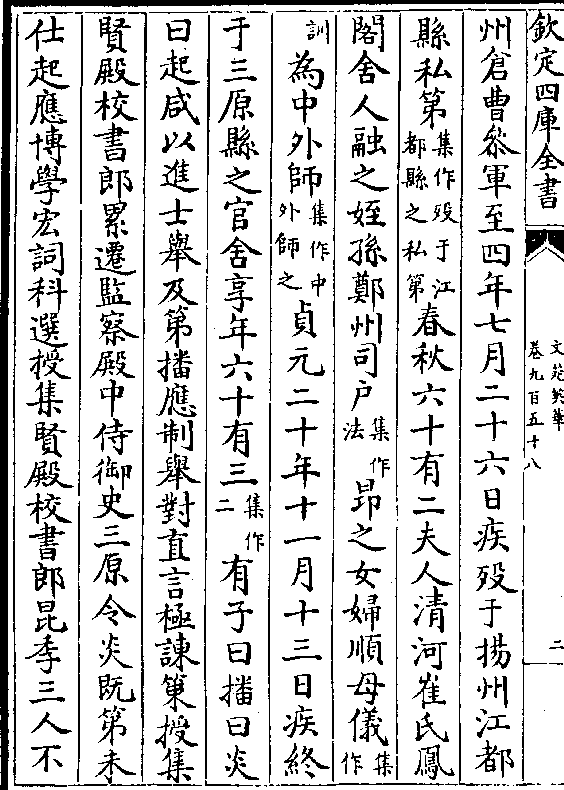 欽定四庫全書
文苑英華
卷九百五十八
二
州倉曹叅軍至四年七月二十六日疾歿于揚州江都
縣私第集作歿于江都縣之私第春秋六十有二夫人清河崔氏鳳
閣舍人融之姪孫鄭州司户集作法昂之女婦順母儀集作
訓為中外師集作中外師之貞元二十年十一月十三日疾終
于三原縣之官舍享年六十有三集作二有子曰播曰炎
曰起咸以進士舉及第播應制舉對直言極諫策授集
賢殿校書郎累遷監察殿中侍御史三原令炎既第未
仕起應博學宏詞科選授集賢殿校書郎昆季三人不